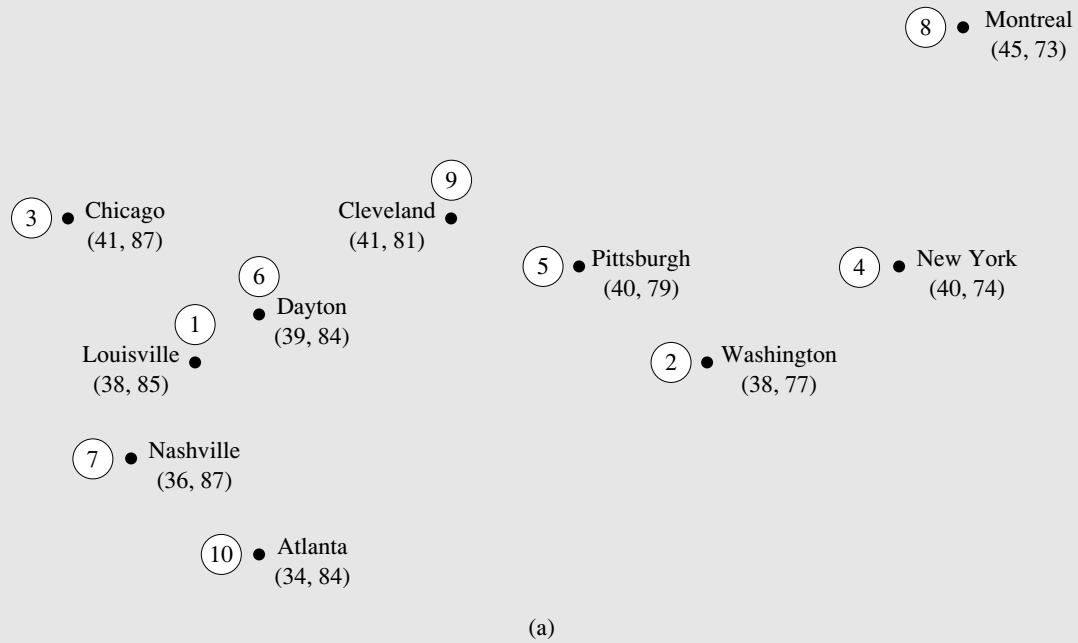 8
Montreal
(45, 73)
9
3
Chicago
(41, 87)
Cleveland
(41, 81)
5
Pittsburgh
(40, 79)
4
New York
(40, 74)
6
Dayton
(39, 84)
1
Louisville
(38, 85)
2
Washington
(38, 77)
7
Nashville
(36, 87)
10
Atlanta
(34, 84)
(a)